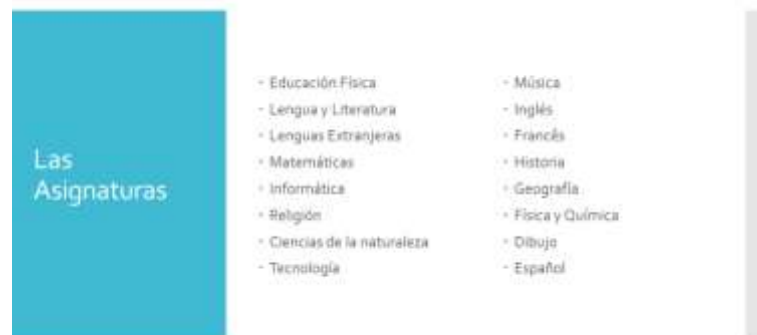 Las
Asignaturas
Educación Física
Lengua y Literatura
Lenguas Extranjeras
Matemáticas
Informática
Religión
Ciencias de la naturaleza
Tecnología
Música
Inglés
Francés
Historia
Geografía
Física y Química
Dibujo
Español